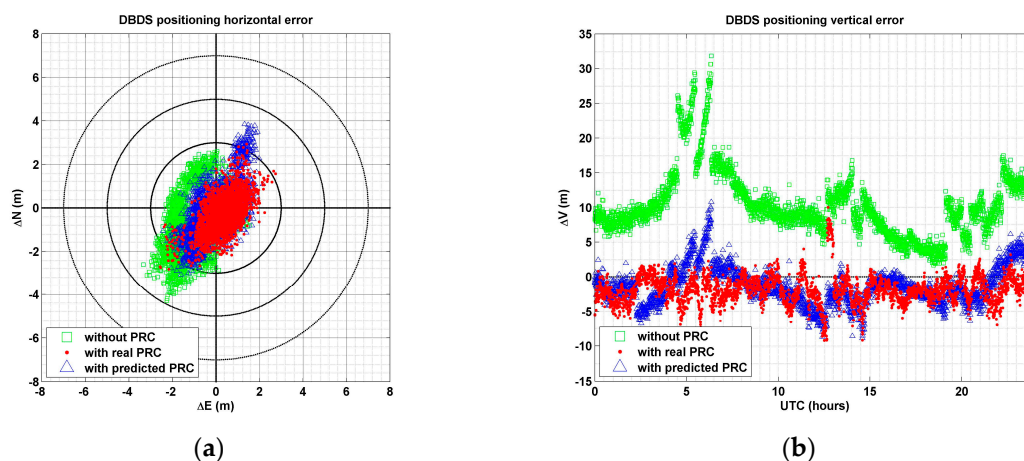 DBDS positioning horizontal error
8
6
4
2
0
-2
-4
-6
-8
ΔN (m)
without PRC
with real PRC
with predicted PRC
-8 -6 -4 -2 0 2 4 6 8
ΔE (m)
(a)
DBDS positioning vertical error
35
30
25
20
15
10
5
0
-5
-10
-15
ΔV (m)
without PRC
with real PRC
with predicted PRC
0 5 10 15 20
UTC (hours)
(b)